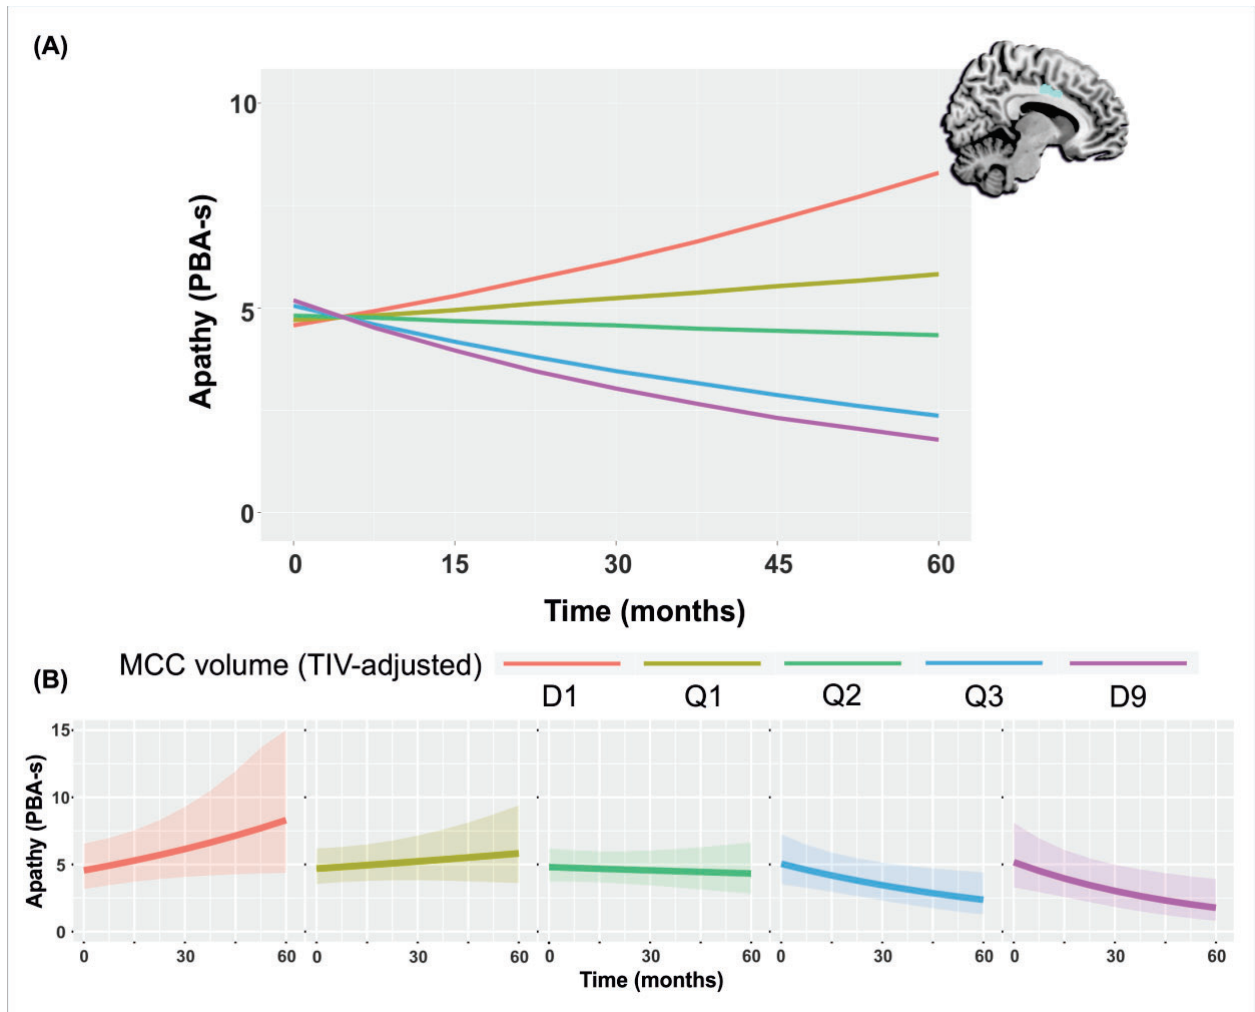 (A)
10
5
0
Apathy (PBA-s)
0 15 30 45 60
Time (months)
(B)
MCC volume (TIV-adjusted)
D1 Q1 Q2 Q3 D9
15
10
5
0
Apathy (PBA-s)
0 30 60 0 30 60 0 30 60 0 30 60 0 30 60
Time (months)